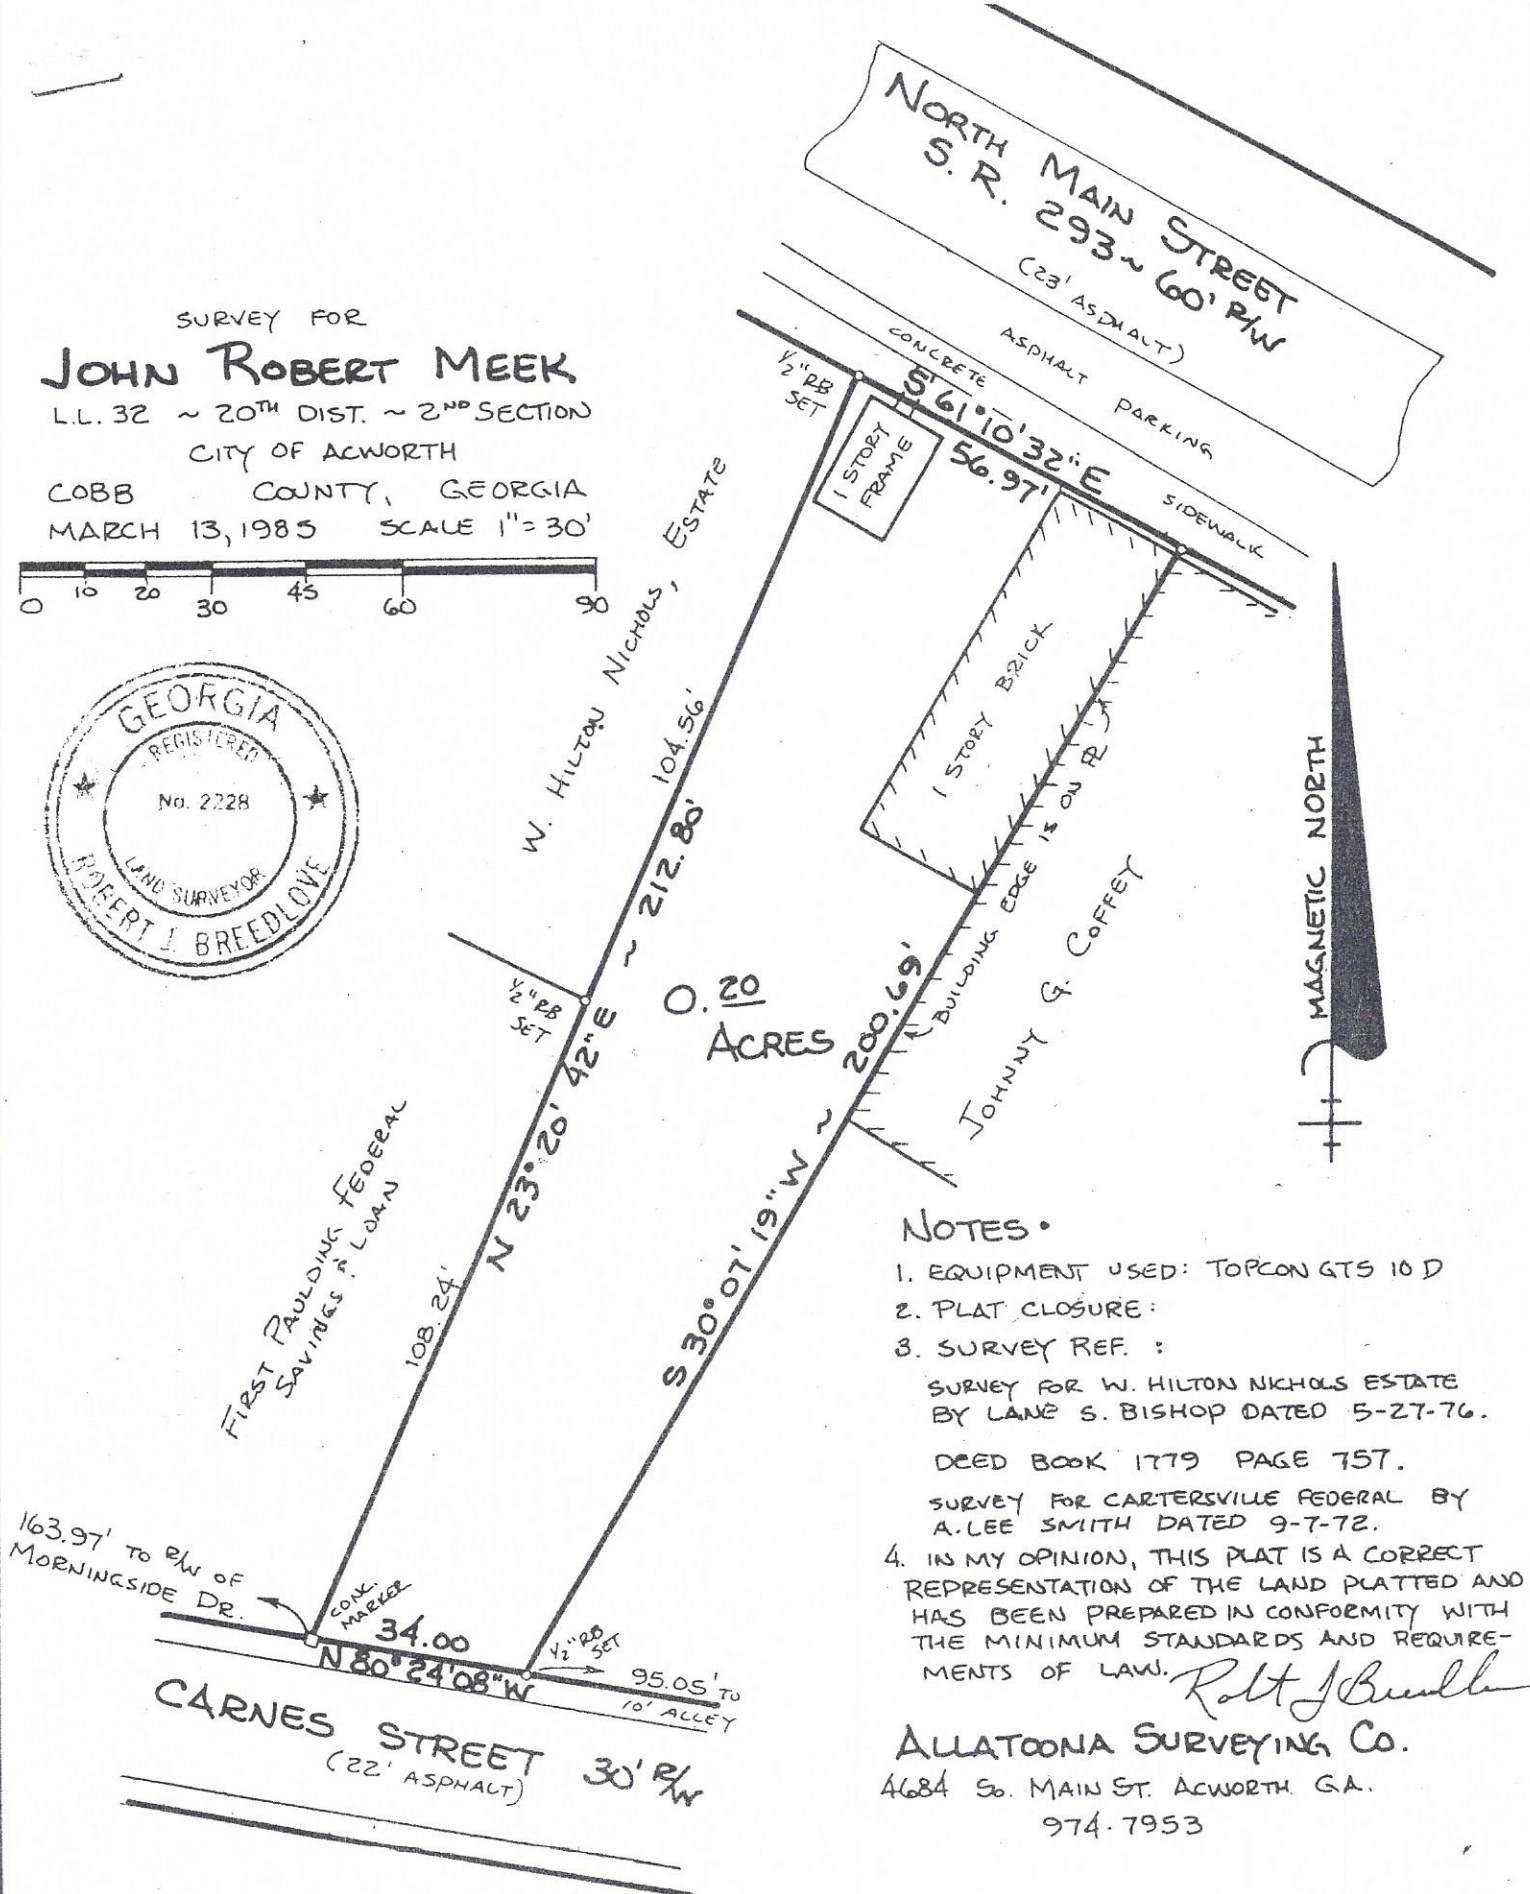 NORTH MAIN STREET
S. R. 293 ~ 60' R/W
(23' ASPHALT)
ASPHALT PARKING
CONCRETE SIDEWALK
SURVEY FOR
JOHN ROBERT MEEK
L.L. 32 ~ 20TH DIST. ~ 2ND SECTION
CITY OF ACWORTH
COBB COUNTY, GEORGIA
MARCH 13, 1985 SCALE 1"=30'
0 10 20 30 45 60 90
GEORGIA
REGISTERED
No. 2228
LAND SURVEYOR
ROBERT J. BREEDLOVE
1/2" RB
SET
S 61° 10' 32" E
56.97'
1 STORY
FRAME
1 STORY BRICK
W. HILTON NICHOLS, ESTATE
104.56'
N 23° 20' 42" E ~ 212.80'
1/2" RB
SET
0.20
ACRES
S 30° 07' 19" W ~ 200.69'
BUILDING EDGE IS ON PL
JOHNNY G. COFFEY
MAGNETIC NORTH
FIRST PAULDING FEDERAL
SAVINGS & LOAN
108.24'
163.97' TO R/W OF
MORNINGSIDE DR.
CONC.
MARKER
34.00
N 80° 24' 08" W
1/2" RB
SET
95.05' TO
10' ALLEY
CARNES STREET 30' R/W
(22' ASPHALT)
NOTES.
1. EQUIPMENT USED: TOPCON GTS 10 D
2. PLAT CLOSURE:
3. SURVEY REF. :
SURVEY FOR W. HILTON NICHOLS ESTATE
BY LANE S. BISHOP DATED 5-27-76.
DEED BOOK 1779 PAGE 757.
SURVEY FOR CARTERSVILLE FEDERAL BY
A. LEE SMITH DATED 9-7-72.
4. IN MY OPINION, THIS PLAT IS A CORRECT
REPRESENTATION OF THE LAND PLATTED AND
HAS BEEN PREPARED IN CONFORMITY WITH
THE MINIMUM STANDARDS AND REQUIRE-
MENTS OF LAW.
ALLATOONA SURVEYING CO.
4684 So. MAIN ST. ACWORTH GA.
974-7953